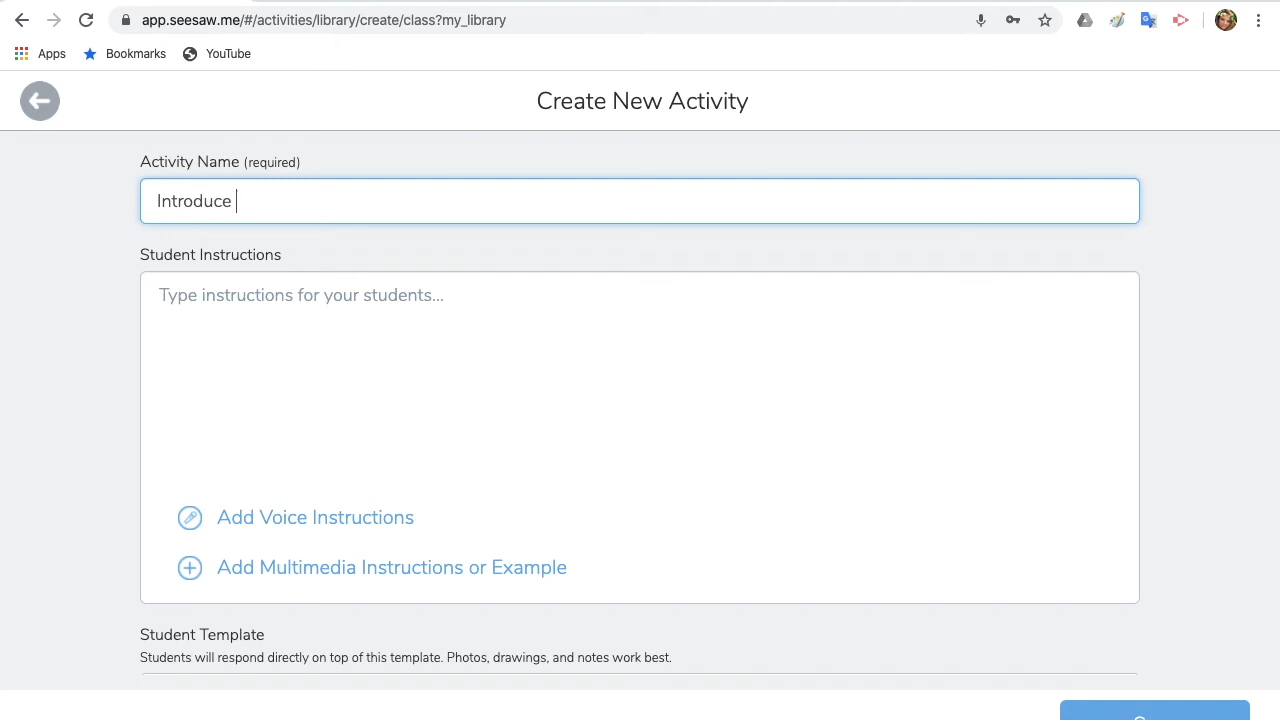 app.seesaw.me/#/activities/library/create/class?my_library
Apps Bookmarks YouTube
Create New Activity
Activity Name (required)
Introduce
Student Instructions
Type instructions for your students...
Add Voice Instructions
Add Multimedia Instructions or Example
Student Template
Students will respond directly on top of this template. Photos, drawings, and notes work best.